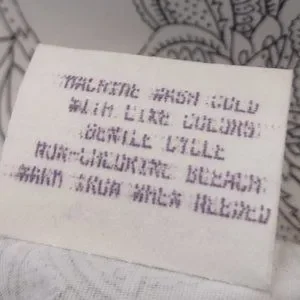 MACHINE WASH COLD
WITH LIKE COLORS
GENTLE CYCLE
NON-CHLORINE BLEACH
WARM IRON WHEN NEEDED